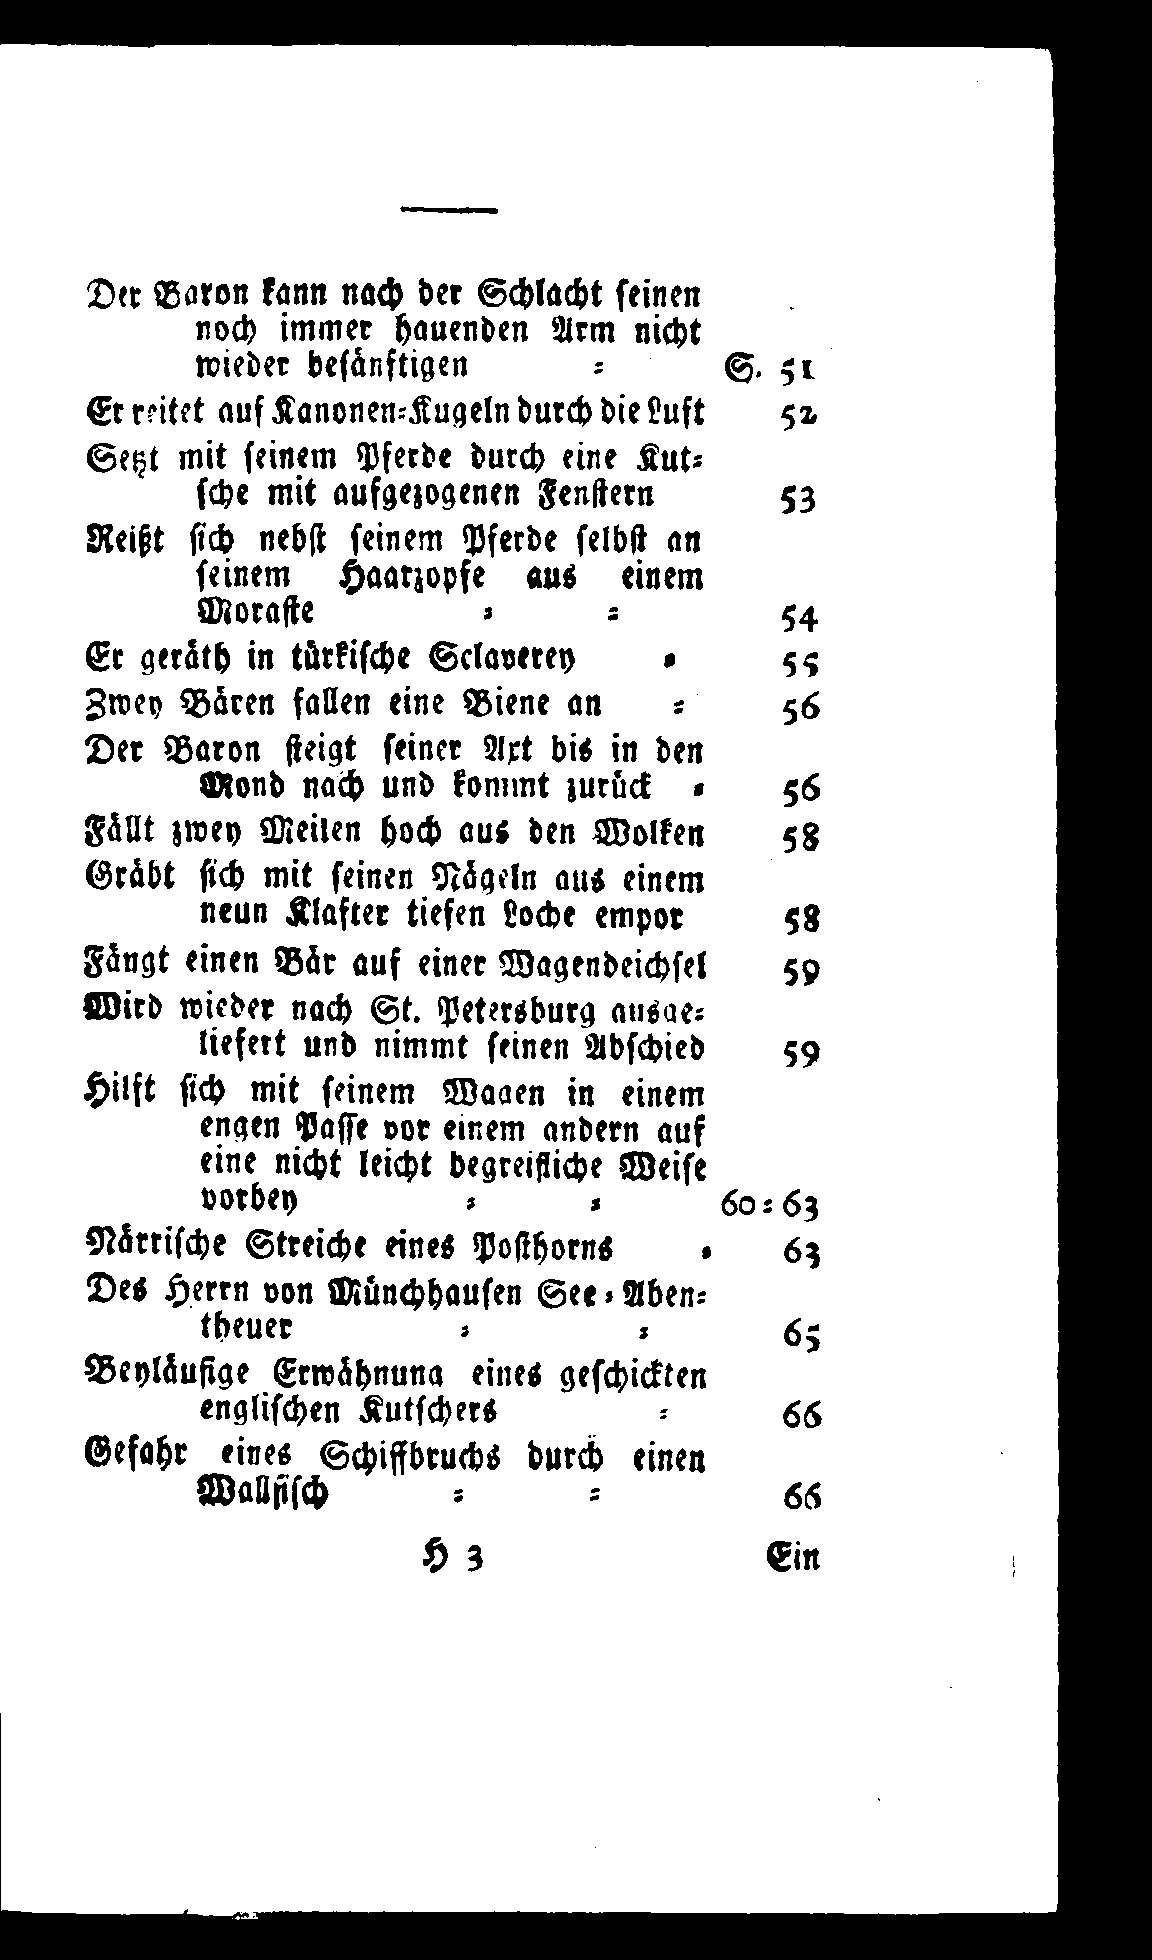 Der Baron kann nach der Schlacht ſeinen
noch immer hauenden Arm nicht
wieder beſänftigen = S. 51
Er reitet auf Kanonen=Kugeln durch die Luft 52
Setzt mit ſeinem Pferde durch eine Kut=
ſche mit aufgezogenen Fenſtern 53
Reißt ſich nebſt ſeinem Pferde ſelbſt an
ſeinem Haarzopfe aus einem
Moraſte = = 54
Er geräth in türkiſche Sclaverey = 55
Zwey Bären fallen eine Biene an = 56
Der Baron ſteigt ſeiner Axt bis in den
Mond nach und kommt zurück = 56
Fällt zwey Meilen hoch aus den Wolken 58
Gräbt ſich mit ſeinen Nägeln aus einem
neun Klafter tiefen Loche empor 58
Fängt einen Bär auf einer Wagendeichſel 59
Wird wieder nach St. Petersburg ausge=
liefert und nimmt ſeinen Abſchied 59
Hilft ſich mit ſeinem Wagen in einem
engen Paſſe vor einem andern auf
eine nicht leicht begreifliche Weiſe
vorbey = = 60=63
Närriſche Streiche eines Poſthorns = 63
Des Herrn von Münchhauſen See=Aben=
theuer = = 65
Beyläufige Erwähnung eines geſchickten
engliſchen Kutſchers = 66
Gefahr eines Schiffbruchs durch einen
Wallfiſch = = 66
H 3 Ein